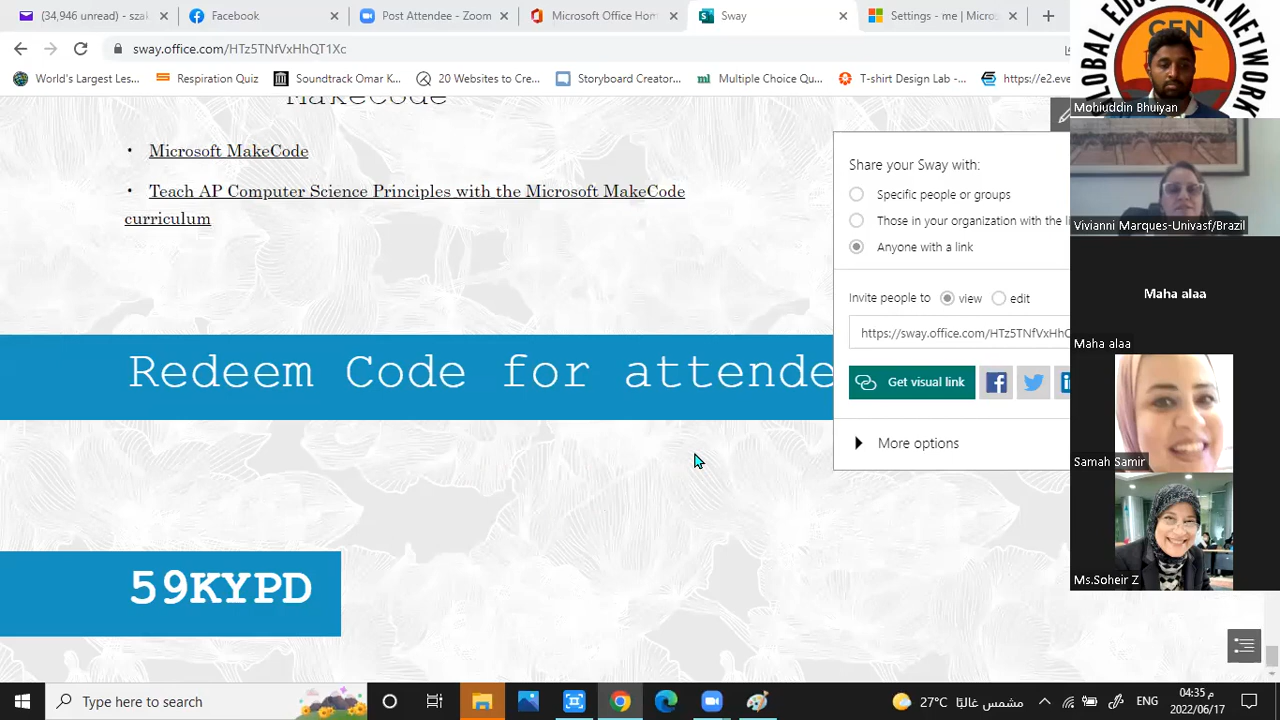 (34,946 unread) - szal
Facebook
Post Attendee - Zoom
Microsoft Office Hom
Sway
Settings - me | Micros
sway.office.com/HTz5TNfVxHhQT1Xc
World's Largest Les...
Respiration Quiz
Soundtrack Omar K...
20 Websites to Cre...
Storyboard Creator...
Multiple Choice Qu...
T-shirt Design Lab -...
https://e2.eve
MakeCode
• Microsoft MakeCode
• Teach AP Computer Science Principles with the Microsoft MakeCode
curriculum
Share your Sway with:
Specific people or groups
Those in your organization with the li
Anyone with a link
Invite people to
view
edit
https://sway.office.com/HTz5TNfVxHhQ
Get visual link
More options
Redeem Code for attende
59KYPD
GLOBAL EDUCATION NETWORK
GEN
Mohiuddin Bhuiyan
Vivianni Marques-Univasf/Brazil
Maha alaa
Maha alaa
Samah Samir
Ms.Soheir Z
Type here to search
27°C مشمس غالبًا
ENG
04:35 م
2022/06/17